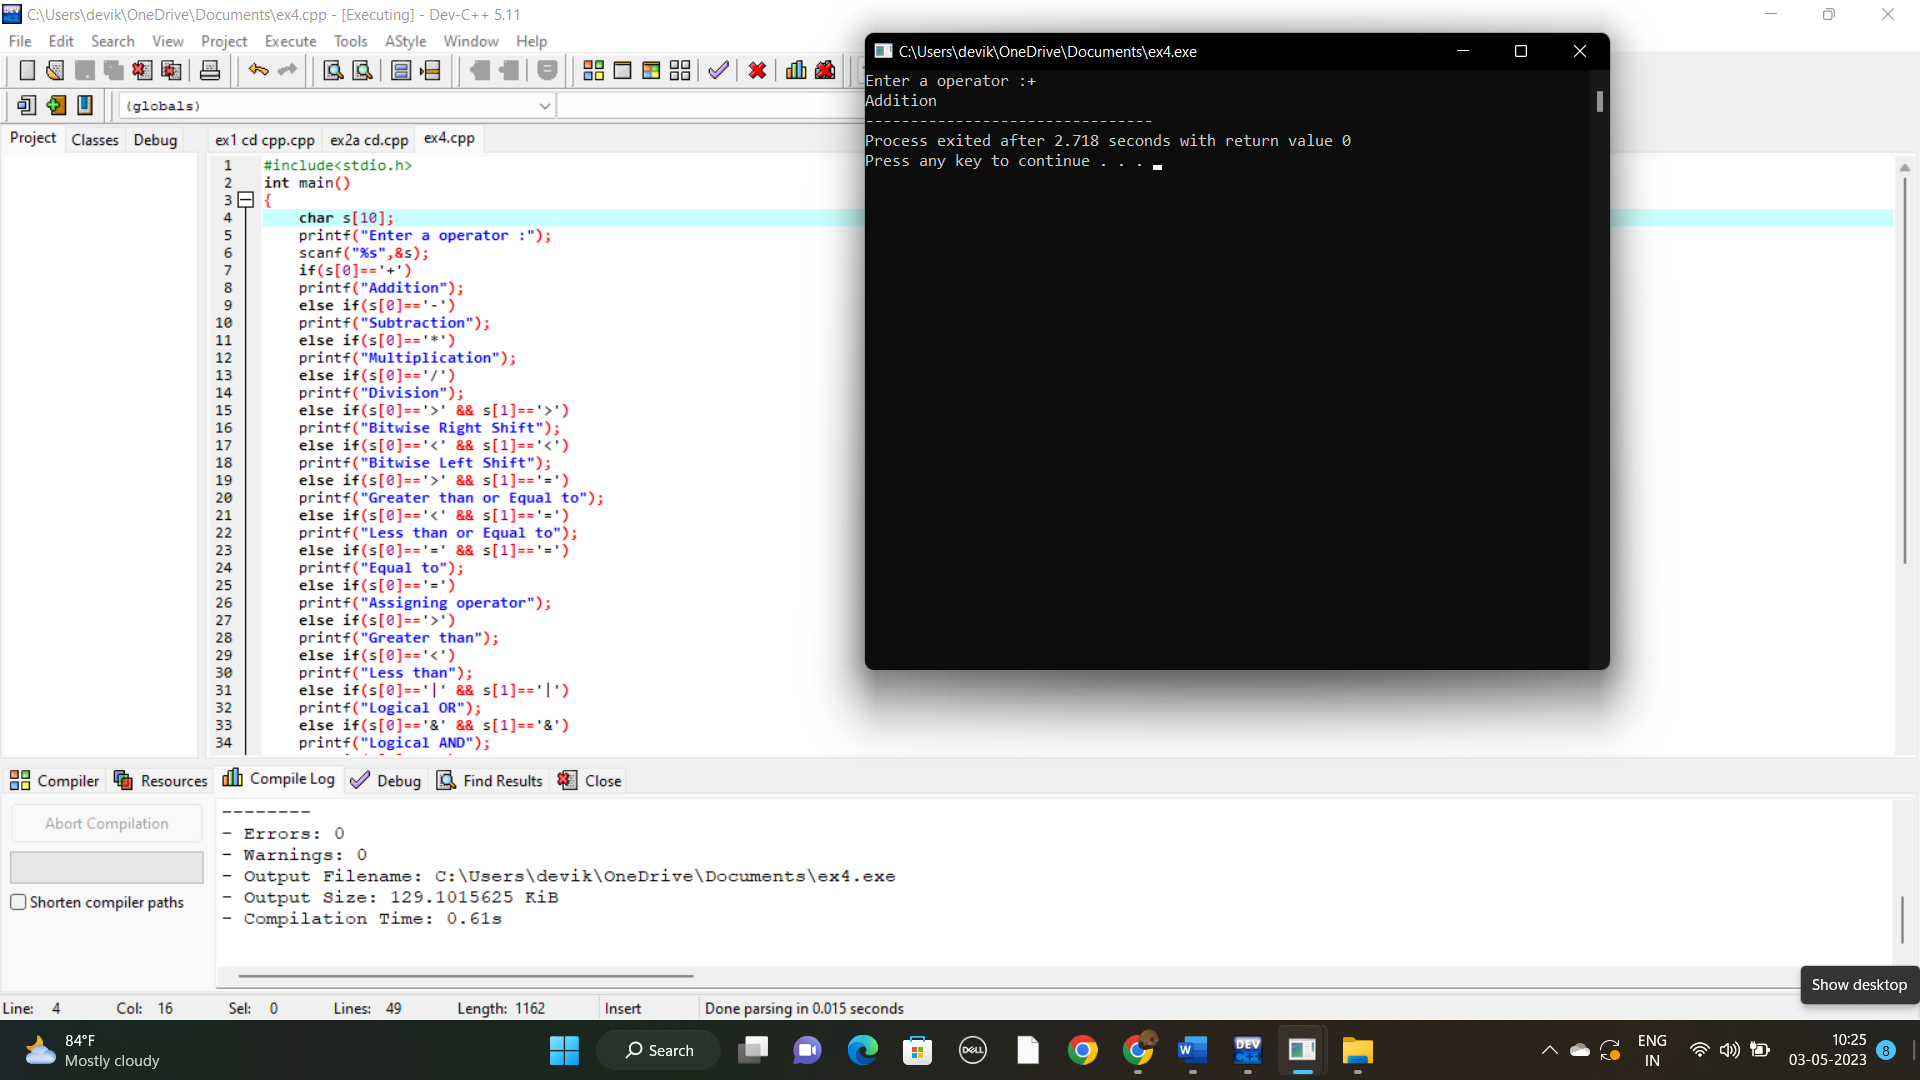 C:\Users\devik\OneDrive\Documents\ex4.cpp - [Executing] - Dev-C++ 5.11
File Edit Search View Project Execute Tools AStyle Window Help
(globals)
Project Classes Debug
ex1 cd cpp.cpp ex2a cd.cpp ex4.cpp
1 #include<stdio.h>
2 int main()
3 {
4 char s[10];
5 printf("Enter a operator :");
6 scanf("%s",&s);
7 if(s[0]=='+')
8 printf("Addition");
9 else if(s[0]=='-')
10 printf("Subtraction");
11 else if(s[0]=='*')
12 printf("Multiplication");
13 else if(s[0]=='/')
14 printf("Division");
15 else if(s[0]=='>' && s[1]=='>')
16 printf("Bitwise Right Shift");
17 else if(s[0]=='<' && s[1]=='<')
18 printf("Bitwise Left Shift");
19 else if(s[0]=='>' && s[1]=='=')
20 printf("Greater than or Equal to");
21 else if(s[0]=='<' && s[1]=='=')
22 printf("Less than or Equal to");
23 else if(s[0]=='=' && s[1]=='=')
24 printf("Equal to");
25 else if(s[0]=='=')
26 printf("Assigning operator");
27 else if(s[0]=='>')
28 printf("Greater than");
29 else if(s[0]=='<')
30 printf("Less than");
31 else if(s[0]=='|' && s[1]=='|')
32 printf("Logical OR");
33 else if(s[0]=='&' && s[1]=='&')
34 printf("Logical AND");
C:\Users\devik\OneDrive\Documents\ex4.exe
Enter a operator :+
Addition
--------------------------------
Process exited after 2.718 seconds with return value 0
Press any key to continue . . .
Compiler Resources Compile Log Debug Find Results Close
Abort Compilation
Shorten compiler paths
--------
- Errors: 0
- Warnings: 0
- Output Filename: C:\Users\devik\OneDrive\Documents\ex4.exe
- Output Size: 129.1015625 KiB
- Compilation Time: 0.61s
Show desktop
Line: 4 Col: 16 Sel: 0 Lines: 49 Length: 1162 Insert Done parsing in 0.015 seconds
84°F
Mostly cloudy
Search
DELL
W
DEV
C++
ENG
IN
10:25
03-05-2023
8